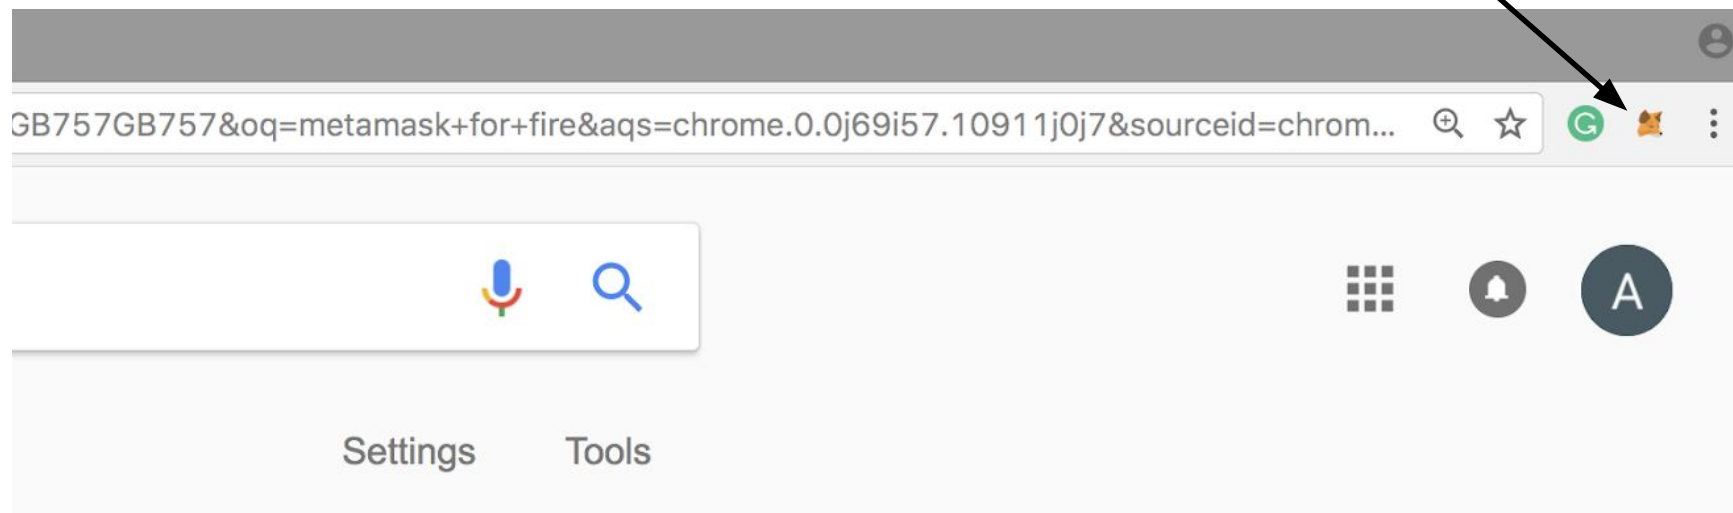 GB757GB757&oq=metamask+for+fire&aqs=chrome.0.0j69i57.10911j0j7&sourceid=chrom...
G
A
Settings Tools